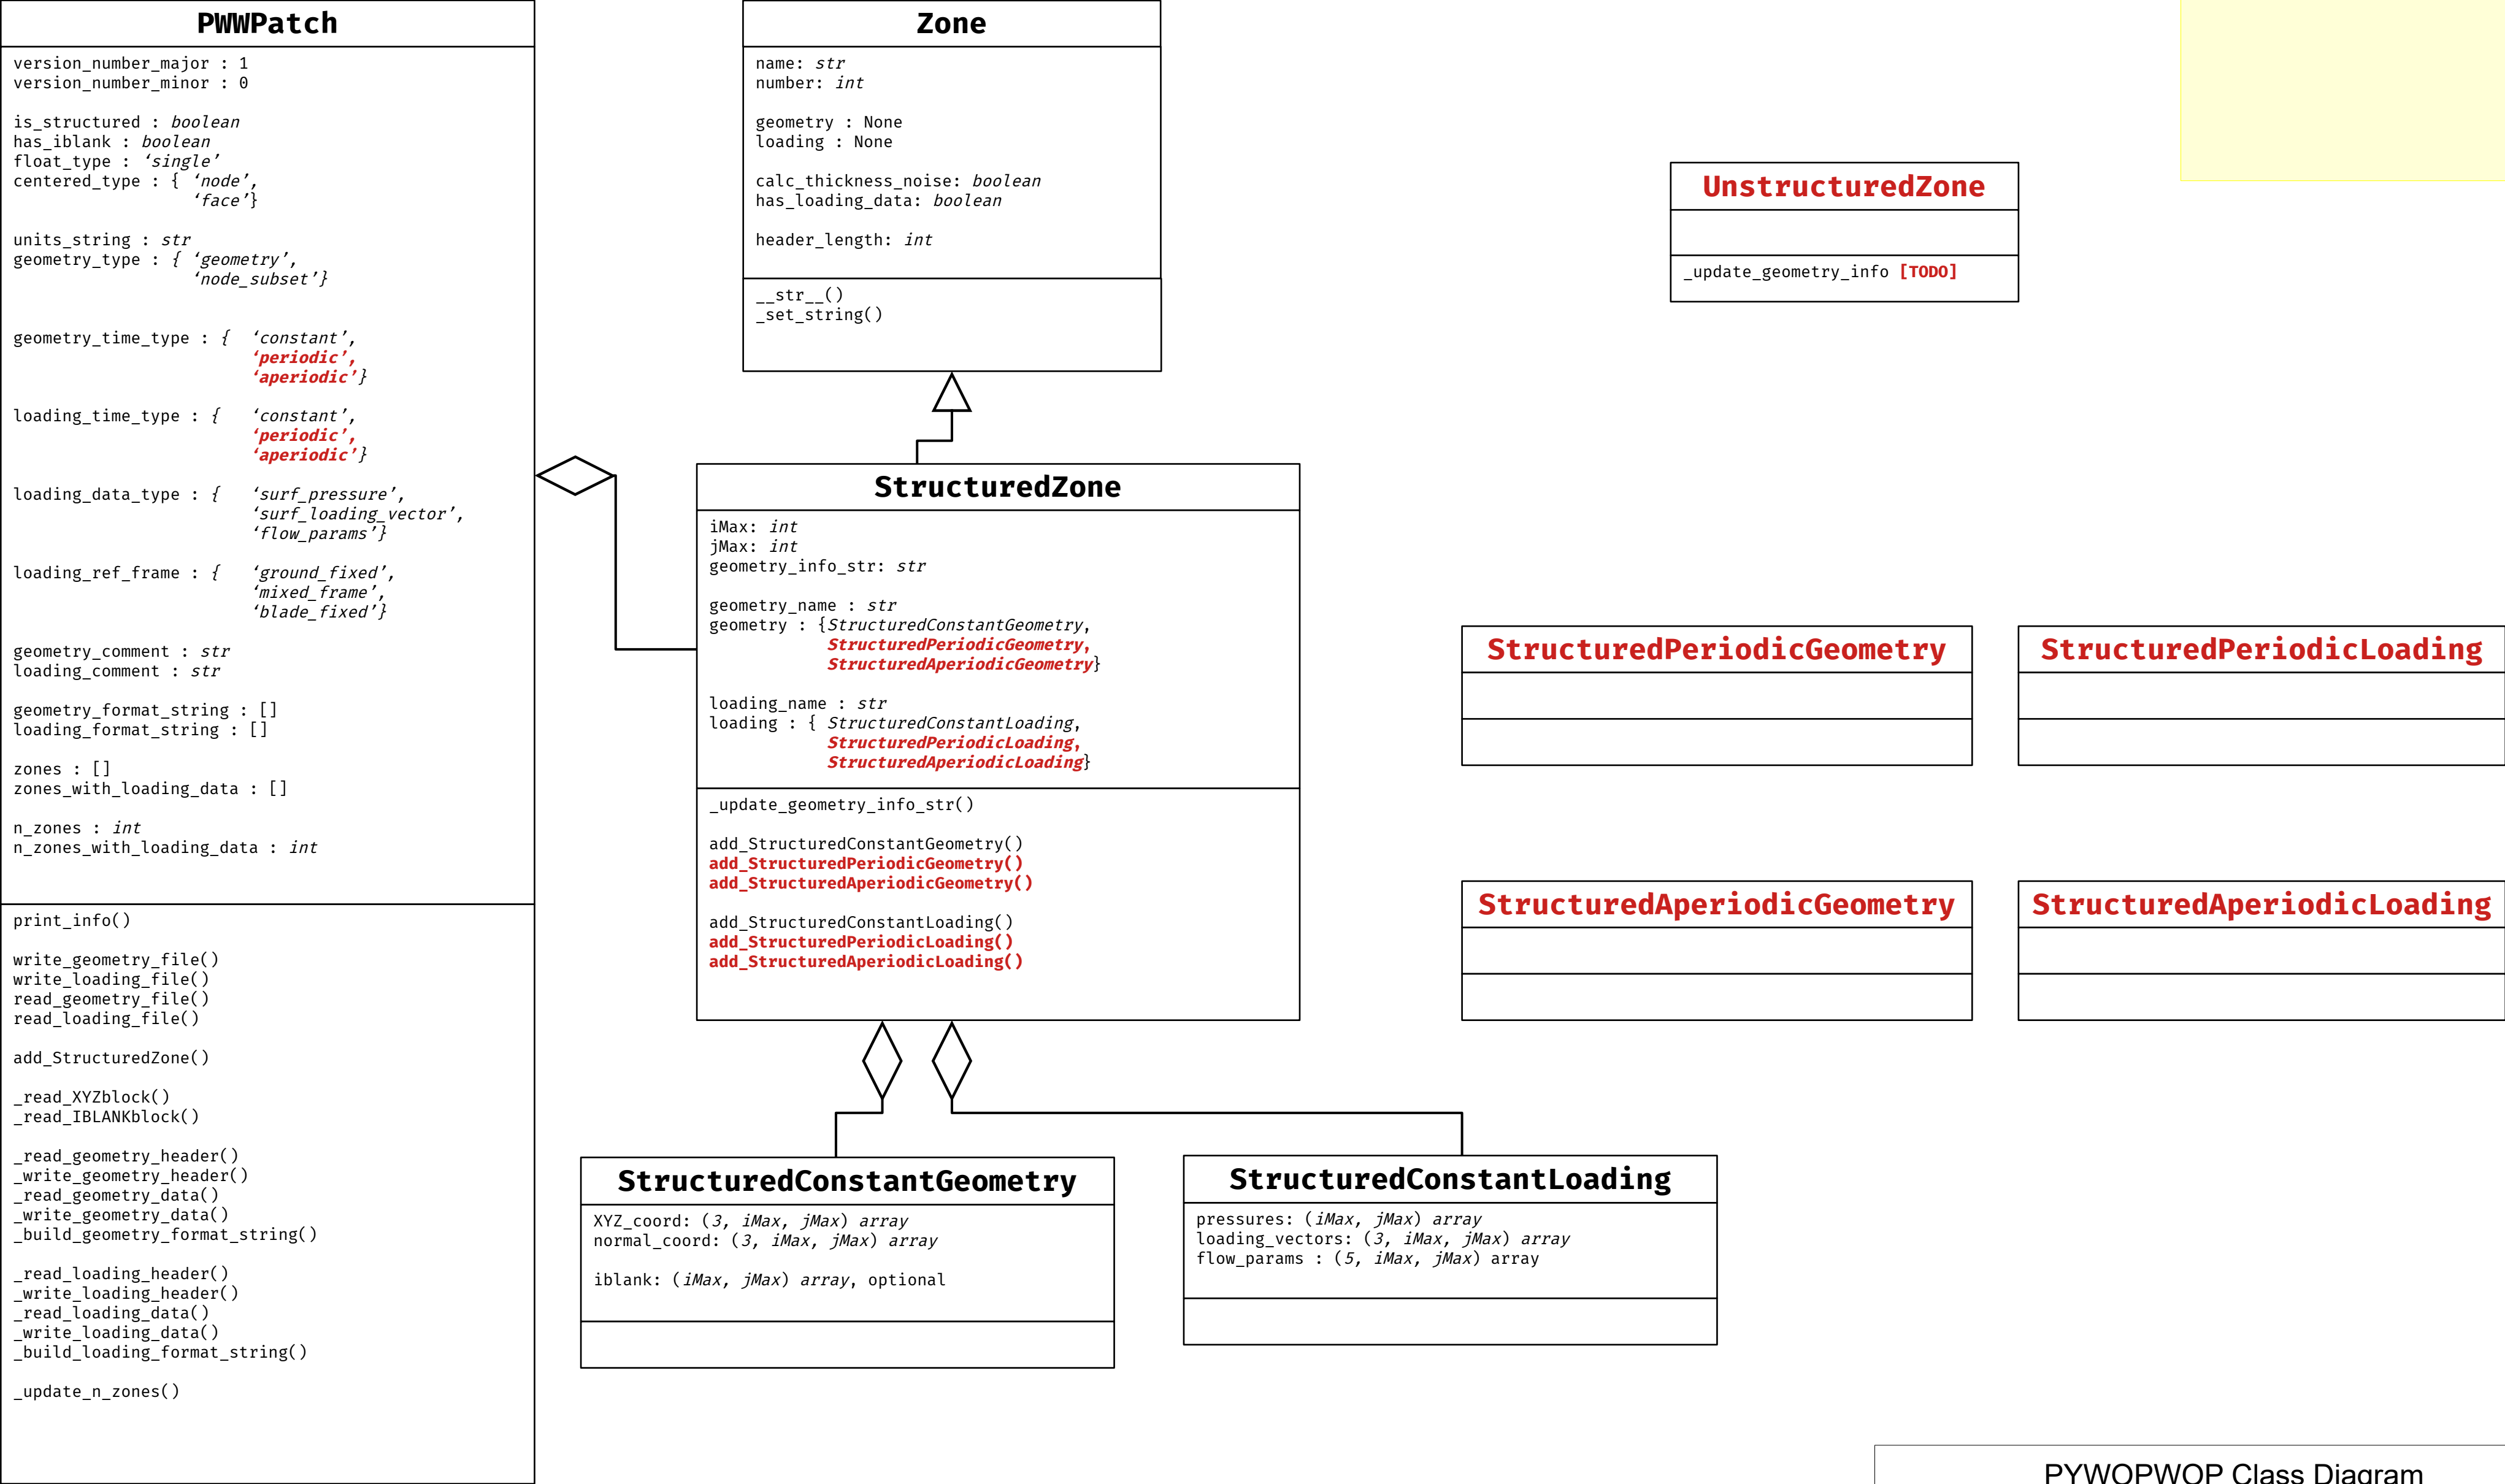 PWWPatch
version_number_major : 1
version_number_minor : 0
is_structured : boolean
has_iblank : boolean
float_type : ‘single’
centered_type : { ‘node’,
‘face’}
units_string : str
geometry_type : { ‘geometry’,
‘node_subset’}
geometry_time_type : { ‘constant’,
‘periodic’,
‘aperiodic’}
loading_time_type : { ‘constant’,
‘periodic’,
‘aperiodic’}
loading_data_type : { ‘surf_pressure’,
‘surf_loading_vector’,
‘flow_params’}
loading_ref_frame : { ‘ground_fixed’,
‘mixed_frame’,
‘blade_fixed’}
geometry_comment : str
loading_comment : str
geometry_format_string : []
loading_format_string : []
zones : []
zones_with_loading_data : []
n_zones : int
n_zones_with_loading_data : int
print_info()
write_geometry_file()
write_loading_file()
read_geometry_file()
read_loading_file()
add_StructuredZone()
_read_XYZblock()
_read_IBLANKblock()
_read_geometry_header()
_write_geometry_header()
_read_geometry_data()
_write_geometry_data()
_build_geometry_format_string()
_read_loading_header()
_write_loading_header()
_read_loading_data()
_write_loading_data()
_build_loading_format_string()
_update_n_zones()
Zone
name: str
number: int
geometry : None
loading : None
calc_thickness_noise: boolean
has_loading_data: boolean
header_length: int
__str__()
_set_string()
StructuredZone
iMax: int
jMax: int
geometry_info_str: str
geometry_name : str
geometry : {StructuredConstantGeometry,
StructuredPeriodicGeometry,
StructuredAperiodicGeometry}
loading_name : str
loading : { StructuredConstantLoading,
StructuredPeriodicLoading,
StructuredAperiodicLoading}
_update_geometry_info_str()
add_StructuredConstantGeometry()
add_StructuredPeriodicGeometry()
add_StructuredAperiodicGeometry()
add_StructuredConstantLoading()
add_StructuredPeriodicLoading()
add_StructuredAperiodicLoading()
StructuredConstantGeometry
XYZ_coord: (3, iMax, jMax) array
normal_coord: (3, iMax, jMax) array
iblank: (iMax, jMax) array, optional
StructuredConstantLoading
pressures: (iMax, jMax) array
loading_vectors: (3, iMax, jMax) array
flow_params : (5, iMax, jMax) array
UnstructuredZone
_update_geometry_info [TODO]
StructuredPeriodicGeometry
StructuredPeriodicLoading
StructuredAperiodicGeometry
StructuredAperiodicLoading
PYWOPWOP Class Diagram